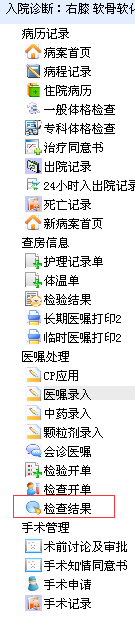 入院诊断：右膝 软骨软化
病历记录
病案首页
病程记录
住院病历
一般体格检查
专科体格检查
治疗同意书
出院记录
24小时入出院记录
死亡记录
新病案首页
查房信息
护理记录单
体温单
检验结果
长期医嘱打印2
临时医嘱打印2
医嘱处理
CP应用
医嘱录入
中药录入
颗粒剂录入
会诊医嘱
检验开单
检查开单
检查结果
手术管理
术前讨论及审批
手术知情同意书
手术申请
手术记录